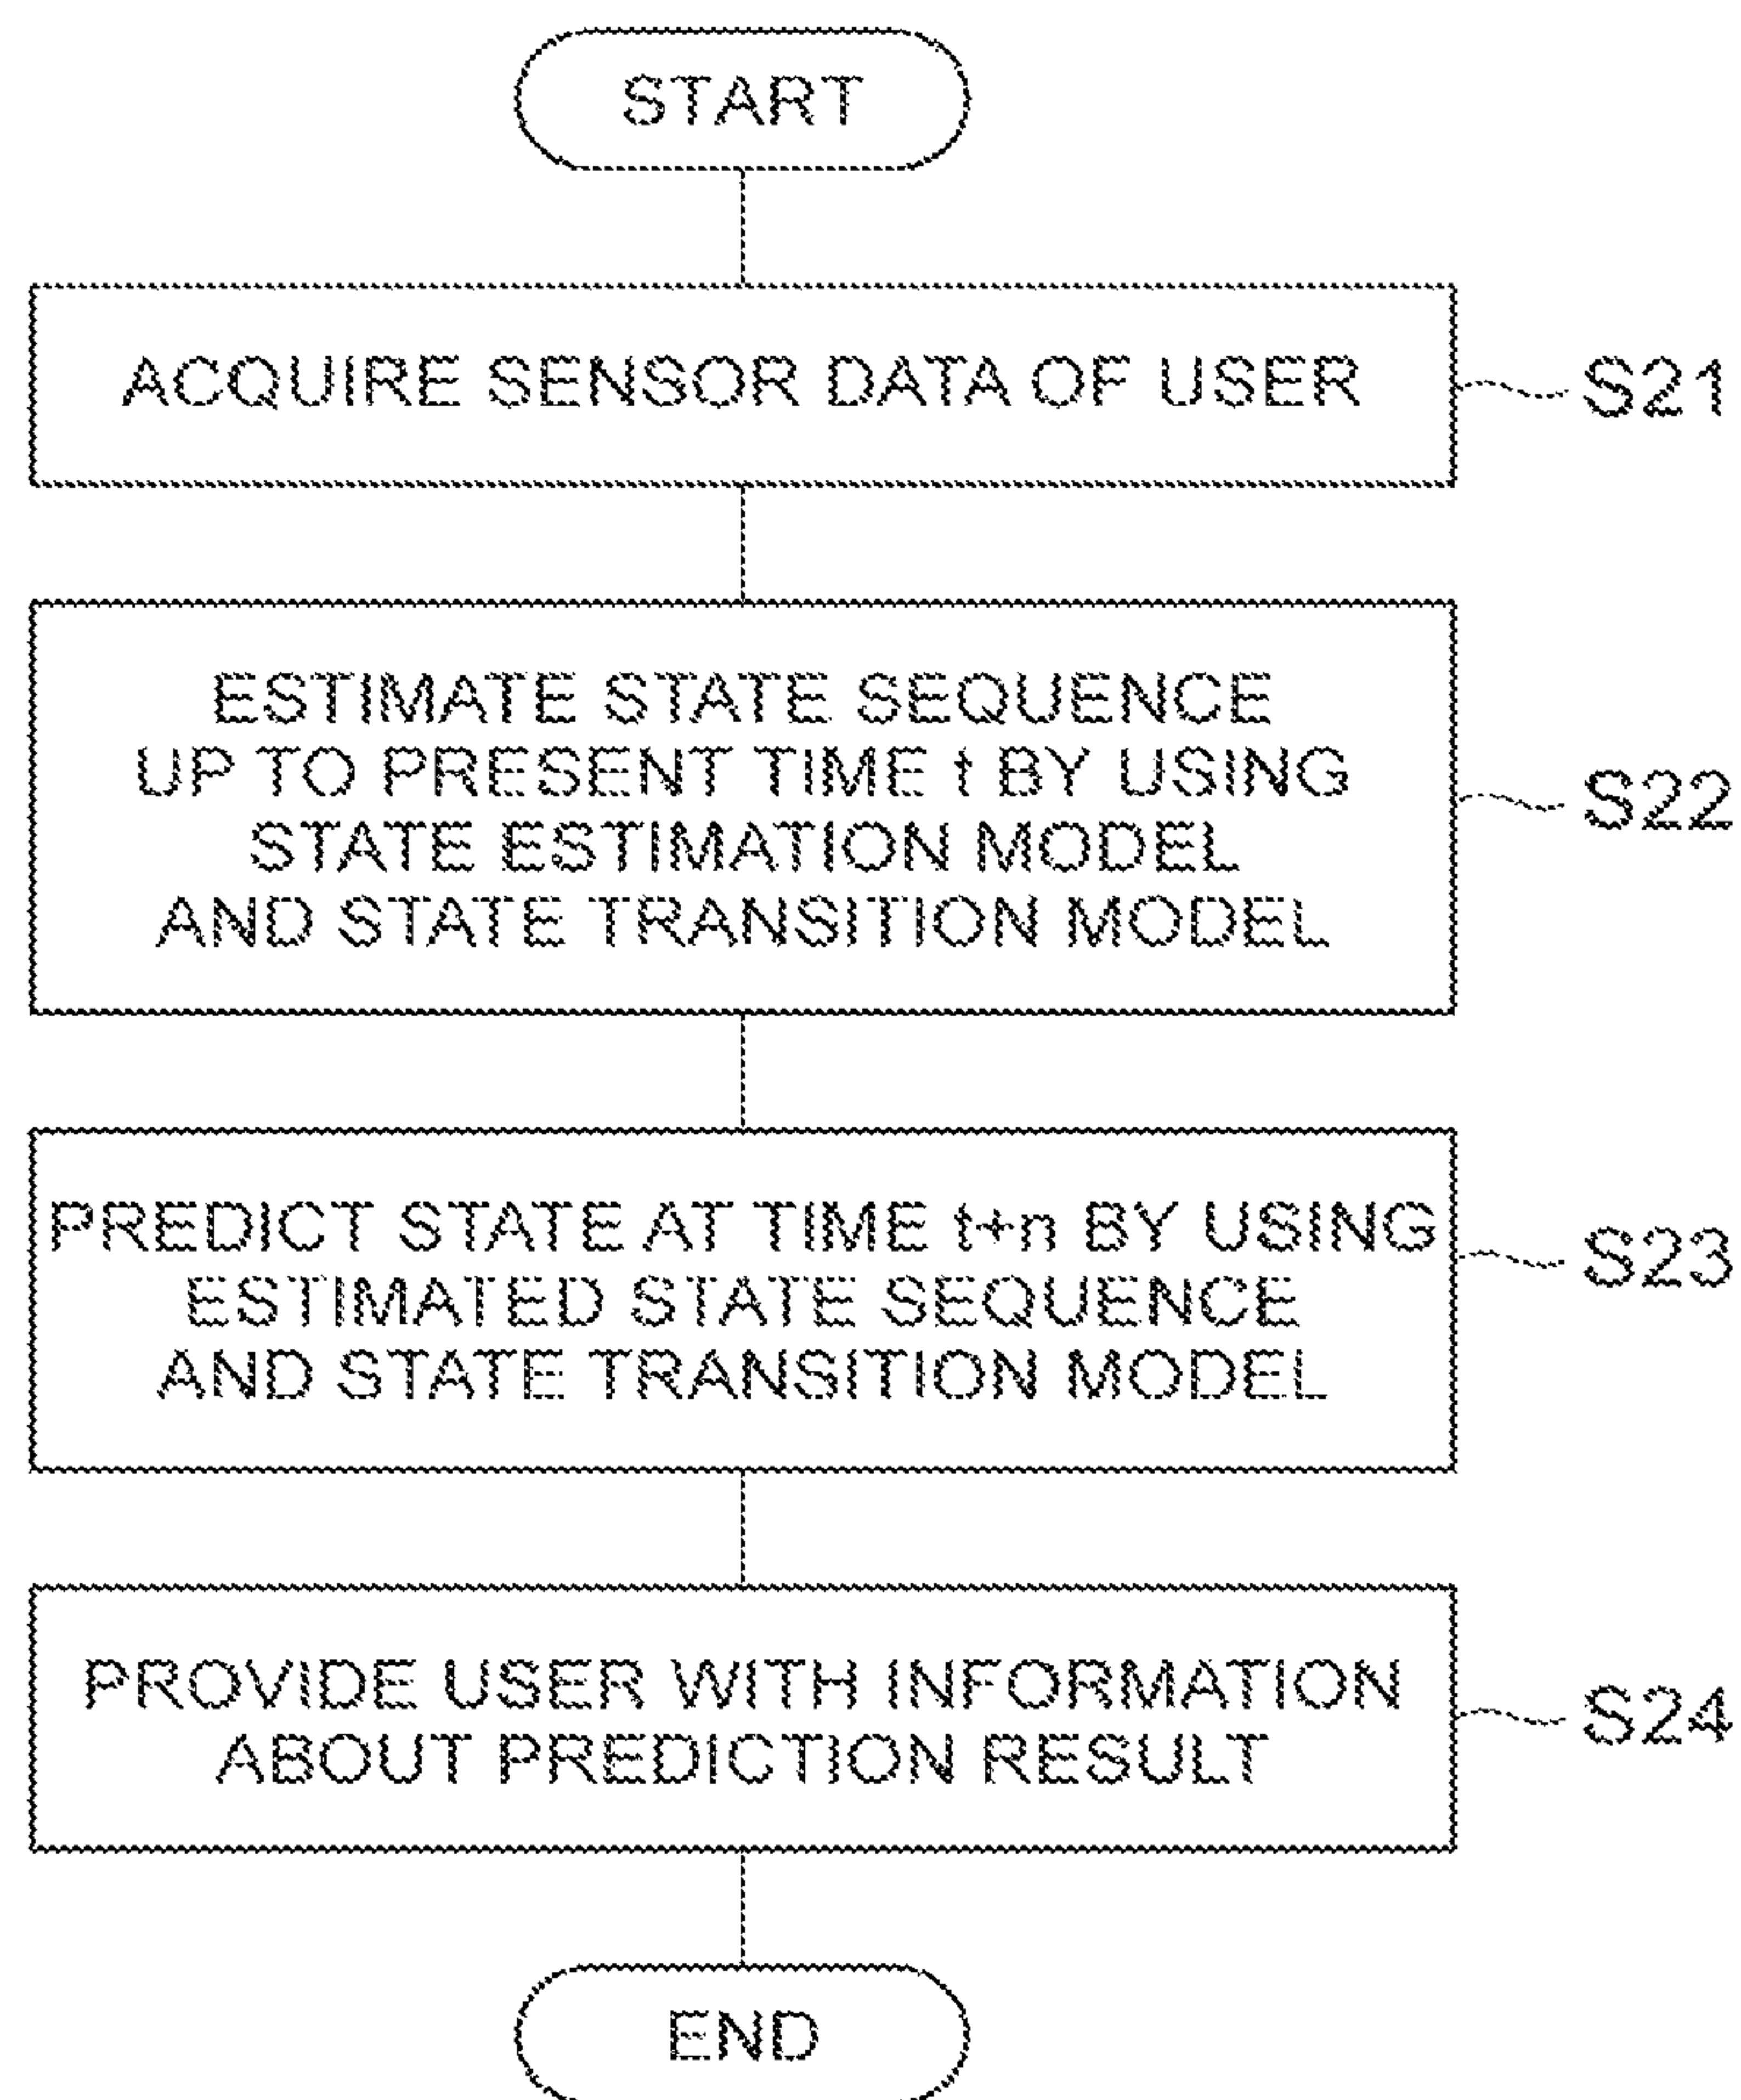 START
ACQUIRE SENSOR DATA OF USER
S21
ESTIMATE STATE SEQUENCE
UP TO PRESENT TIME t BY USING
STATE ESTIMATION MODEL
AND STATE TRANSITION MODEL
S22
PREDICT STATE AT TIME t+n BY USING
ESTIMATED STATE SEQUENCE
AND STATE TRANSITION MODEL
S23
PROVIDE USER WITH INFORMATION
ABOUT PREDICTION RESULT
S24
END